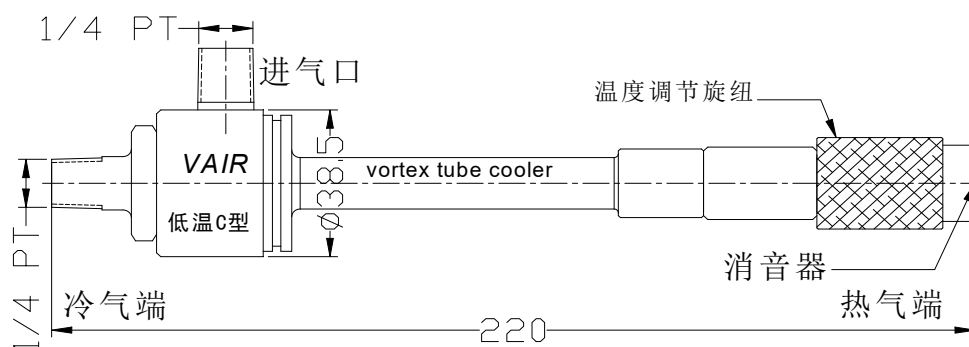 1/4 PT
进气口
温度调节旋纽
VAIR
vortex tube cooler
ø38.5
低温C型
1/4 PT
消音器
冷气端
热气端
220